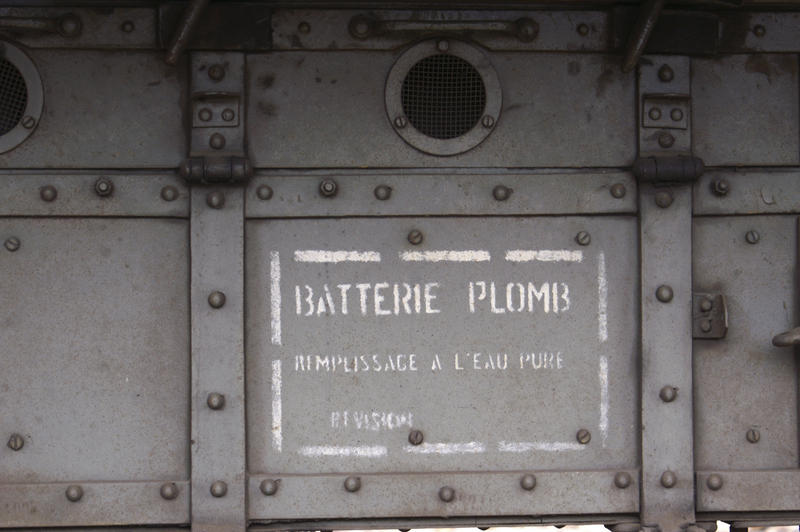 BATTERIE PLOMB
REMPLISSAGE A L'EAU PURE
REVISION